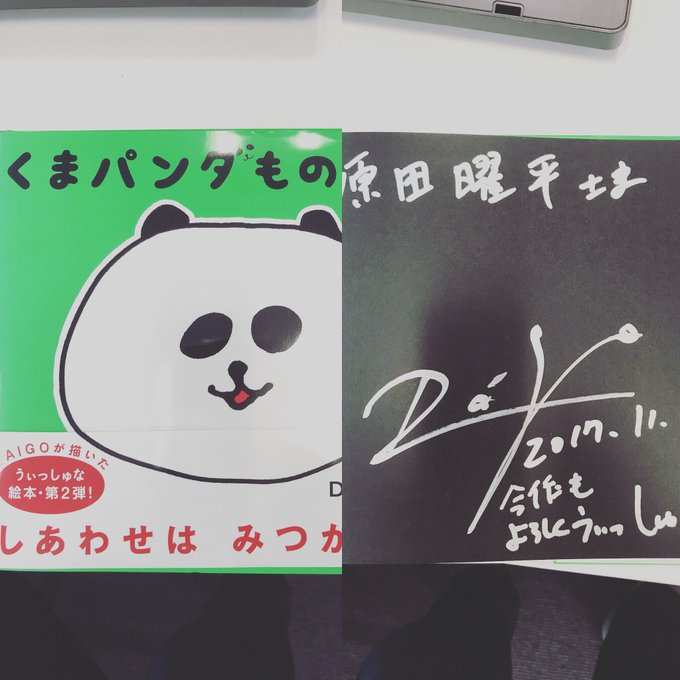 くまパンダもの
AIGOが描いた
うぃっしゅな
絵本・第2弾!
D
しあわせは みつか
原田曜平さま
2017.11.
今作も
よろしくうぃっしゅ